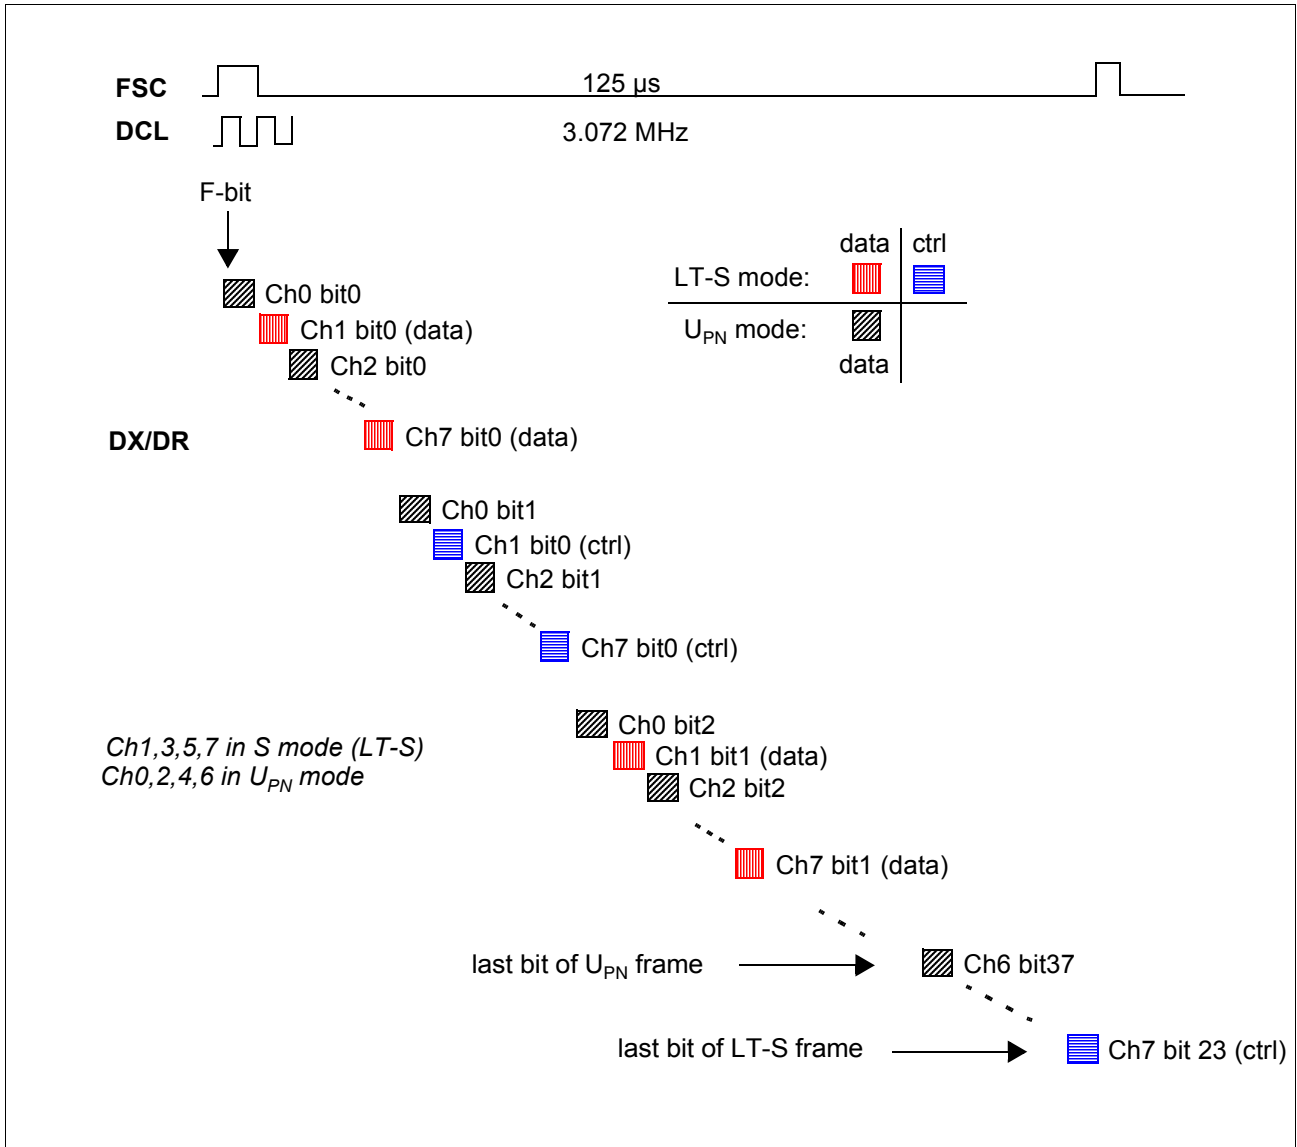 FSC
125 µs
DCL
3.072 MHz
F-bit
data ctrl
LT-S mode:
UPN mode:
data
Ch0 bit0
Ch1 bit0 (data)
Ch2 bit0
DX/DR
Ch7 bit0 (data)
Ch0 bit1
Ch1 bit0 (ctrl)
Ch2 bit1
Ch7 bit0 (ctrl)
Ch0 bit2
Ch1 bit1 (data)
Ch2 bit2
Ch1,3,5,7 in S mode (LT-S)
Ch0,2,4,6 in UPN mode
Ch7 bit1 (data)
last bit of UPN frame
Ch6 bit37
last bit of LT-S frame
Ch7 bit 23 (ctrl)